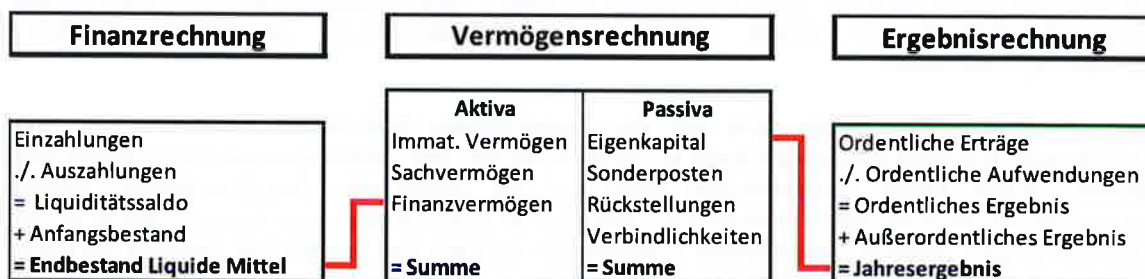 Finanzrechnung
Vermögensrechnung
Ergebnisrechnung
Einzahlungen
./. Auszahlungen
= Liquiditätssaldo
+ Anfangsbestand
= Endbestand Liquide Mittel
Aktiva
Immat. Vermögen
Sachvermögen
Finanzvermögen
= Summe
Passiva
Eigenkapital
Sonderposten
Rückstellungen
Verbindlichkeiten
= Summe
Ordentliche Erträge
./. Ordentliche Aufwendungen
= Ordentliches Ergebnis
+ Außerordentliches Ergebnis
= Jahresergebnis